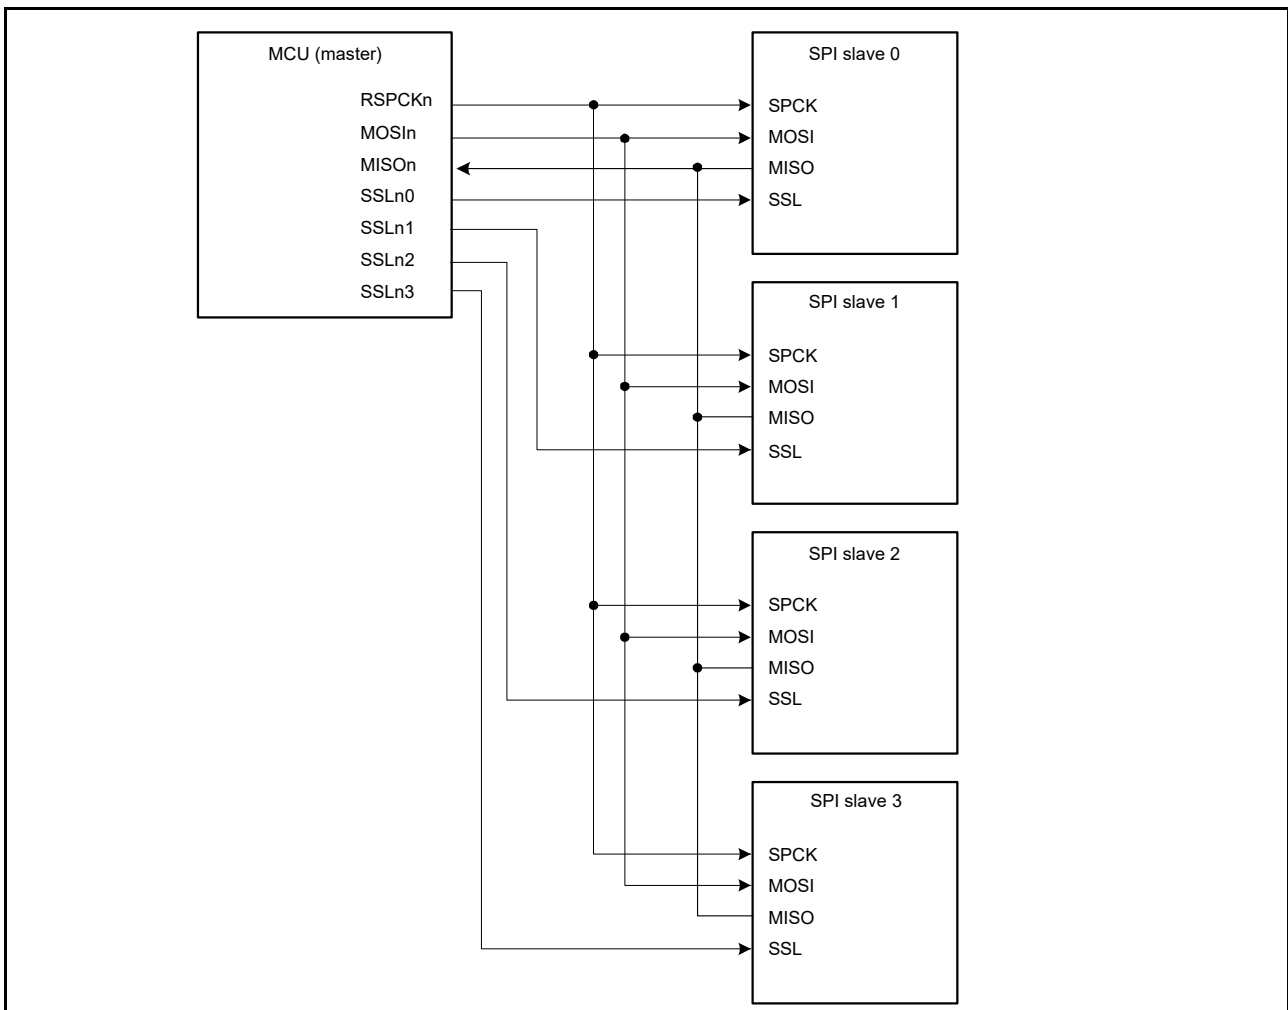 MCU (master)
RSPCKn
MOSIn
MISOn
SSLn0
SSLn1
SSLn2
SSLn3
SPI slave 0
SPCK
MOSI
MISO
SSL
SPI slave 1
SPCK
MOSI
MISO
SSL
SPI slave 2
SPCK
MOSI
MISO
SSL
SPI slave 3
SPCK
MOSI
MISO
SSL